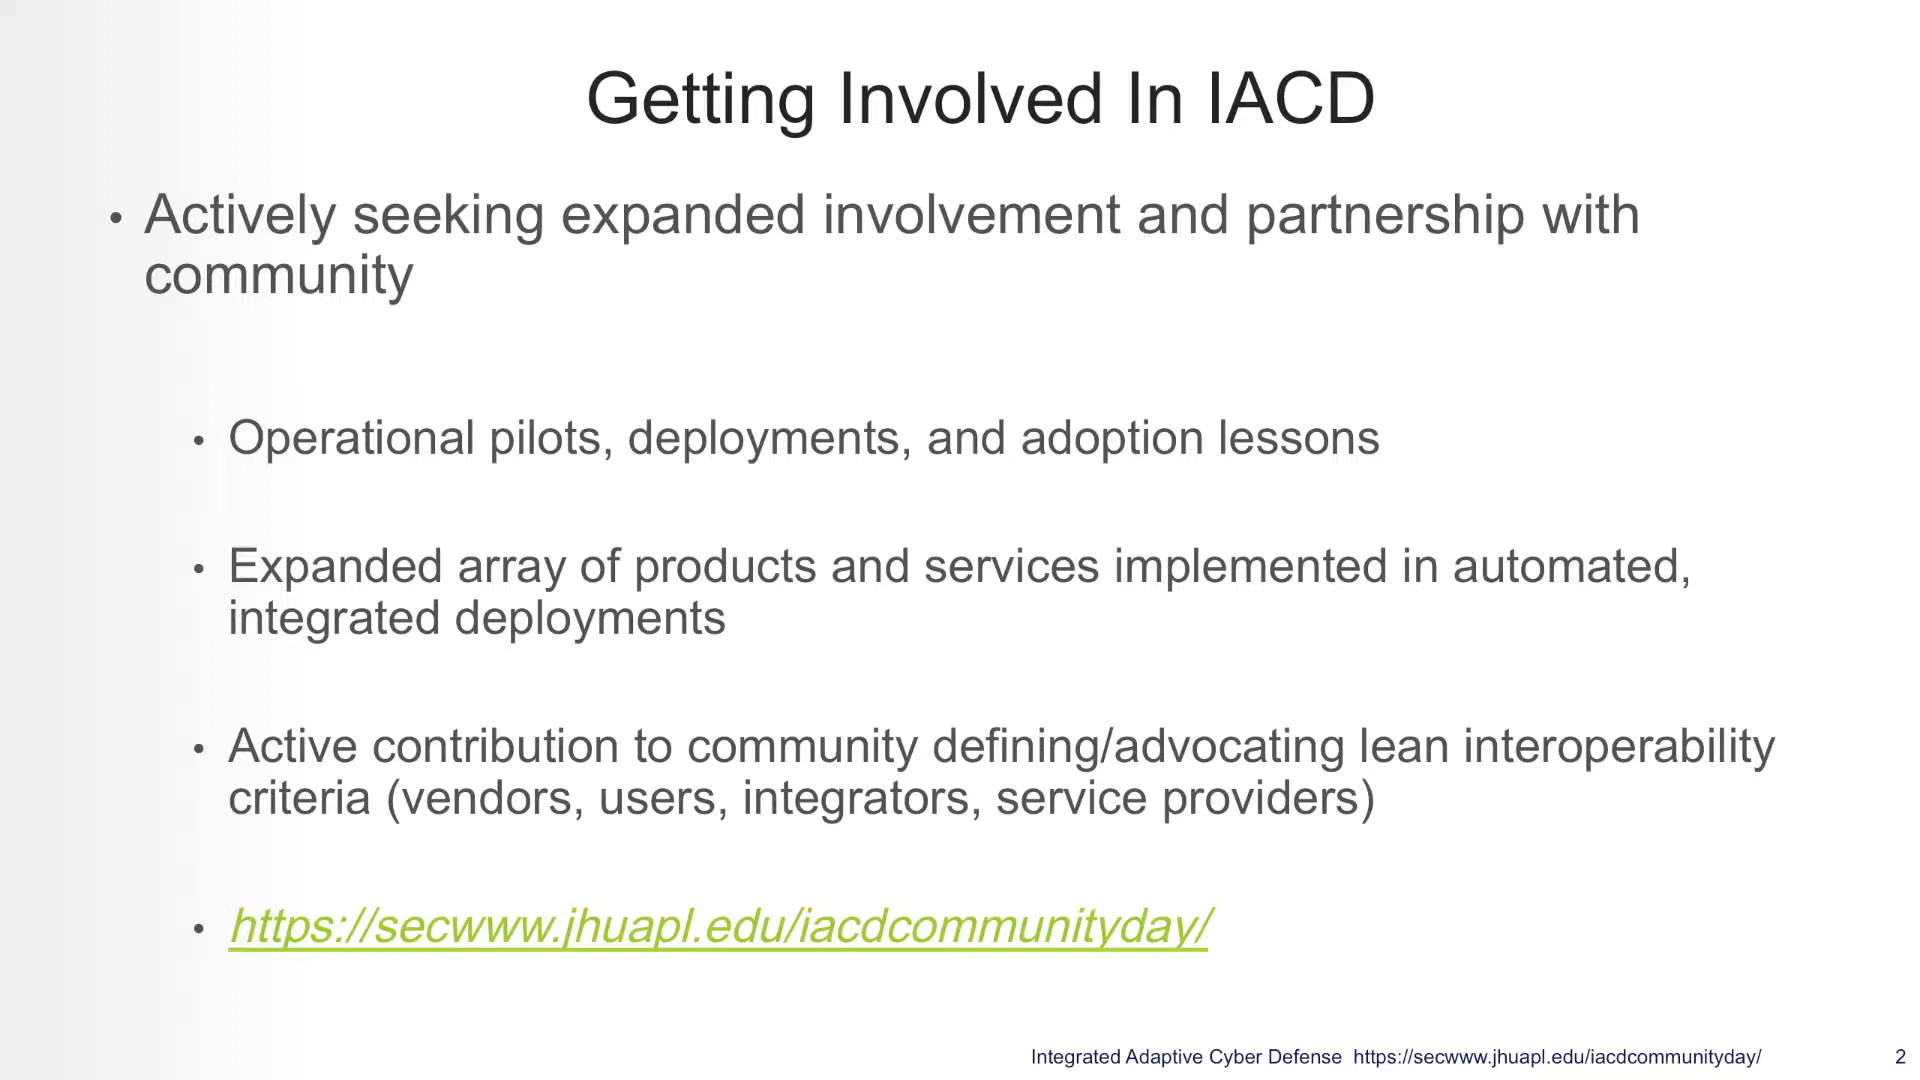 Getting Involved In IACD
• Actively seeking expanded involvement and partnership with
community
• Operational pilots, deployments, and adoption lessons
• Expanded array of products and services implemented in automated,
integrated deployments
• Active contribution to community defining/advocating lean interoperability
criteria (vendors, users, integrators, service providers)
• https://secwww.jhuapl.edu/iacdcommunityday/
Integrated Adaptive Cyber Defense https://secwww.jhuapl.edu/iacdcommunityday/ 2